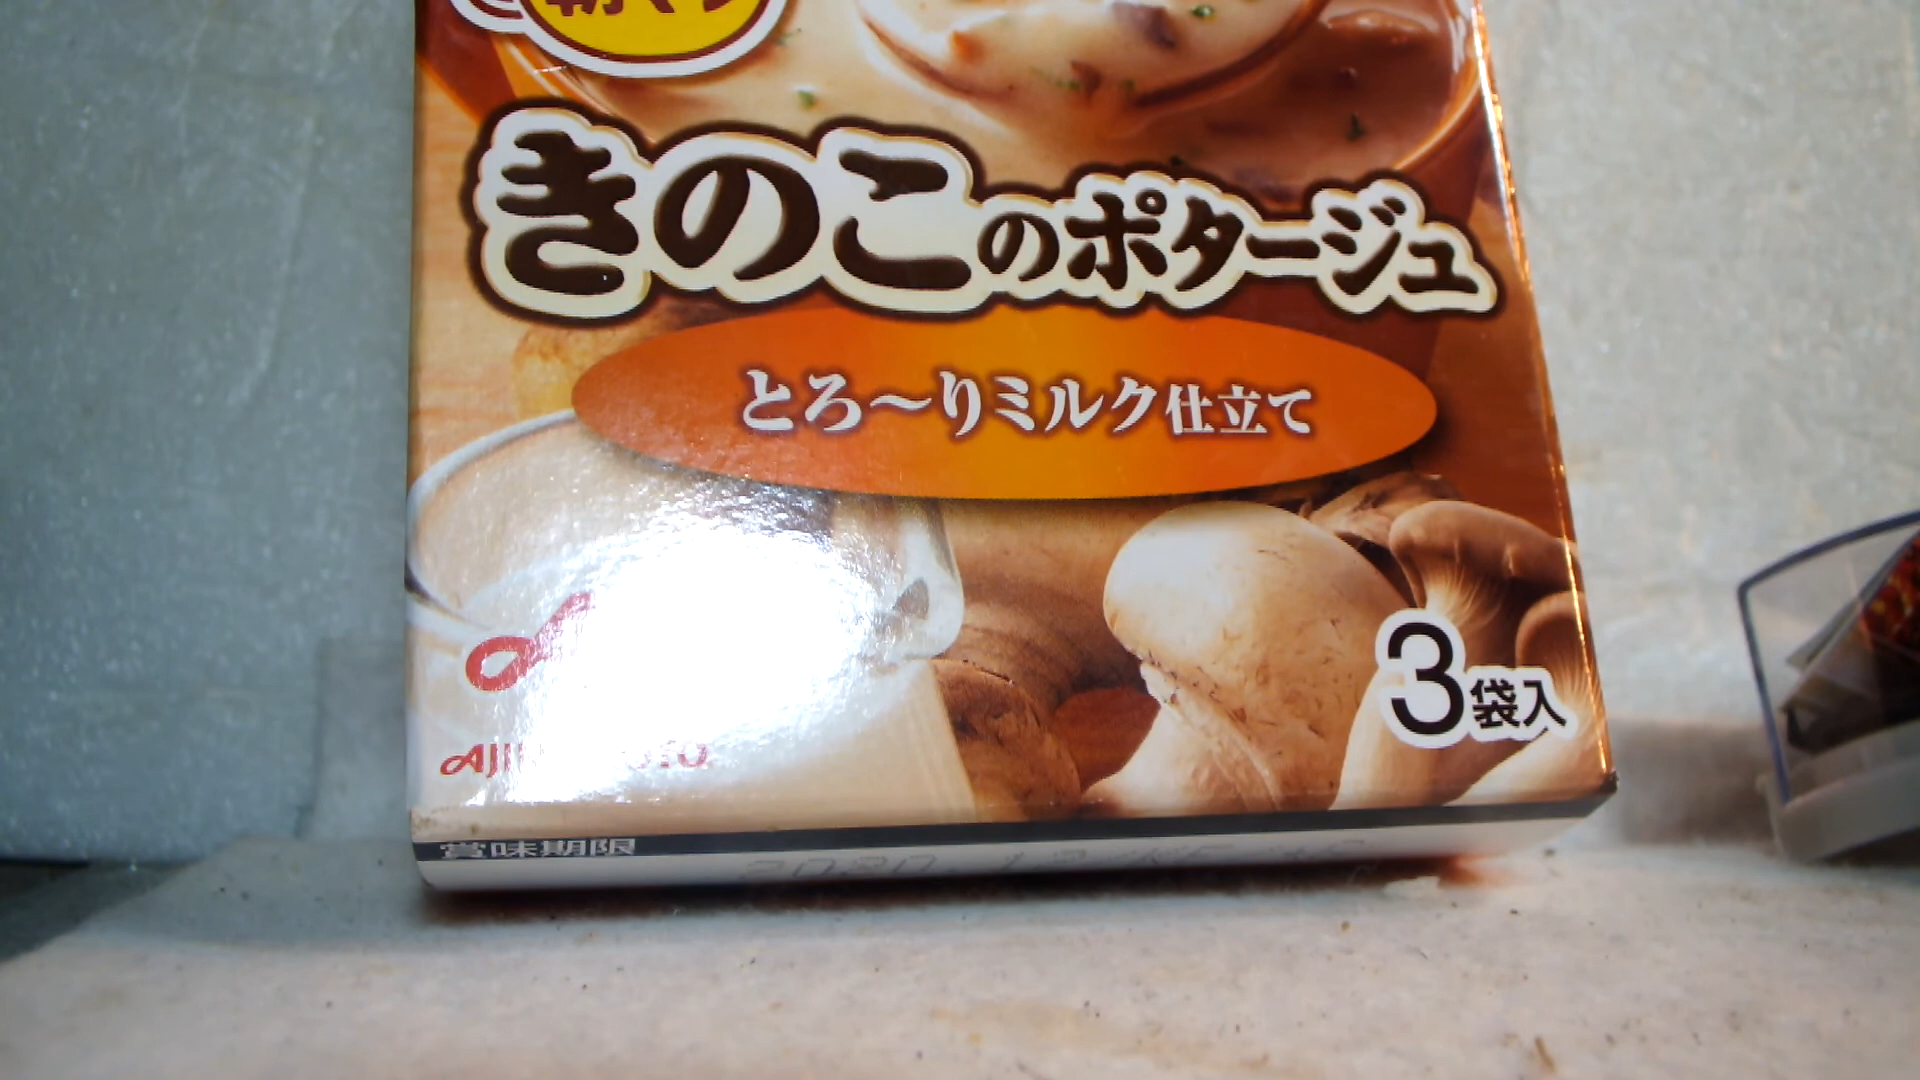 きのこのポタージュ
とろ〜りミルク仕立て
3袋入
賞味期限